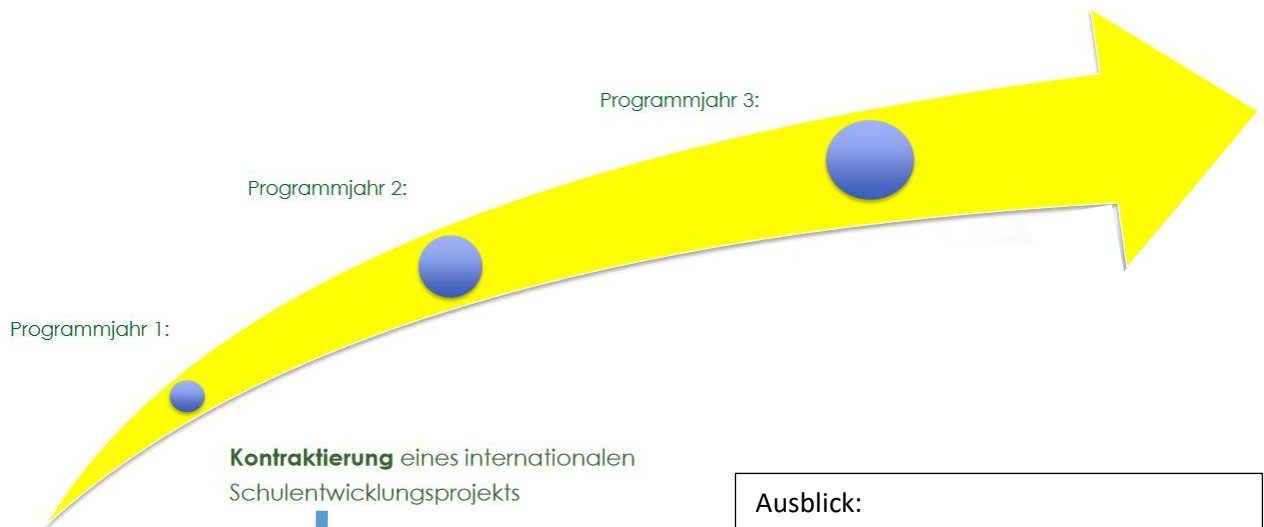 Programmjahr 3:
Programmjahr 2:
Programmjahr 1:
Kontraktierung eines internationalen
Schulentwicklungsprojekts
Ausblick: